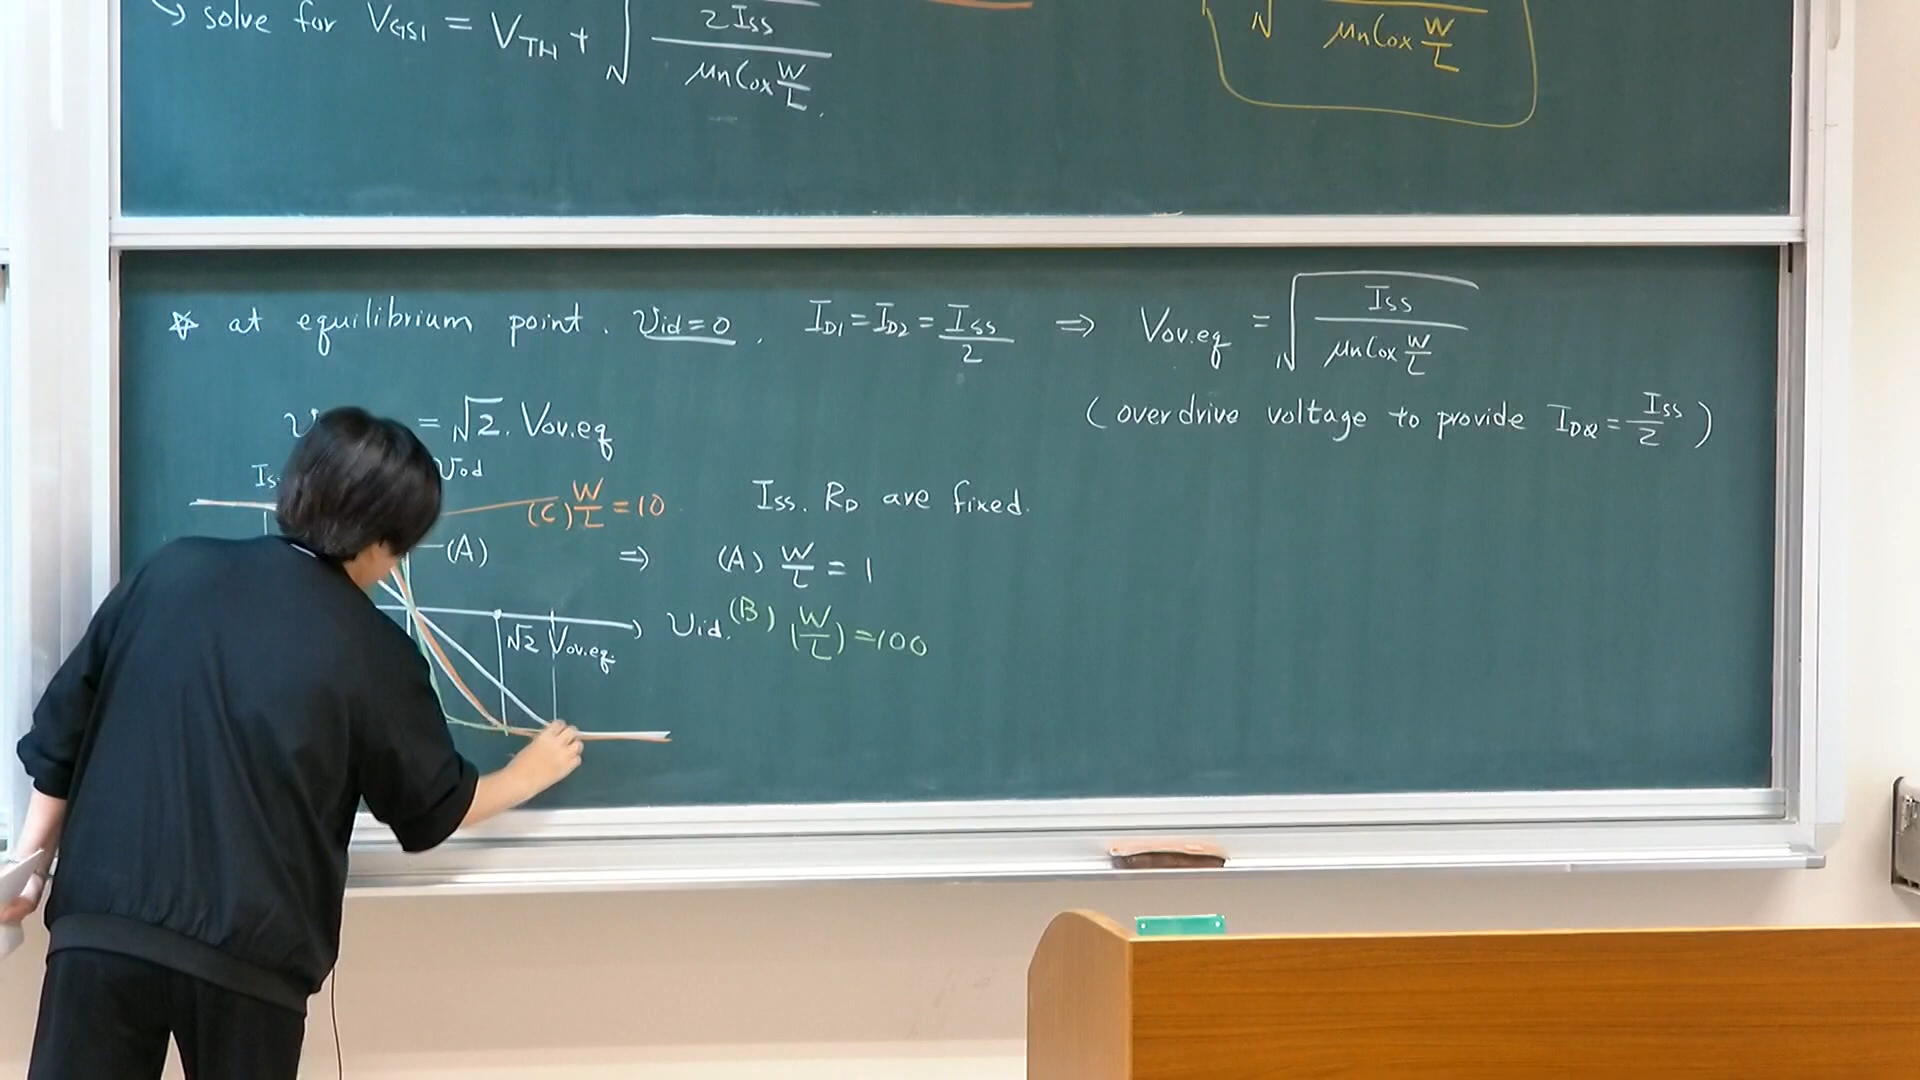 ↳ solve for VGS1 = VTH + √(2ISS / μnCox W/L)
√( / μnCox W/L)
☆ at equilibrium point. Vid=0, ID1=ID2=ISS/2 ⇒ Vov.eq = √(ISS / μnCox W/L)
= √2. Vov.eq
(overdrive voltage to provide IDQ=ISS/2)
Vod
(C) W/L = 10
ISS. RD are fixed.
(A)
⇒ (A) W/L = 1
Vid.
(B) (W/L) = 100
√2 Vov.eq.